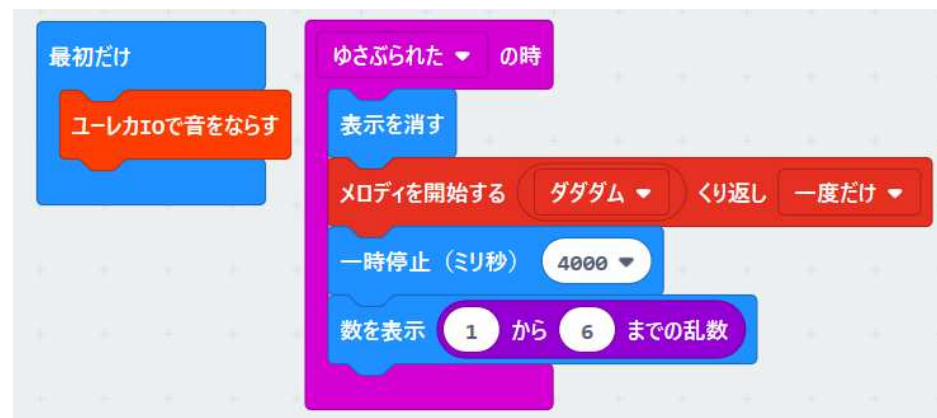 最初だけ
ユーレカIOで音をならす
ゆさぶられた の時
表示を消す
メロディを開始する ダダダム くり返し 一度だけ
一時停止（ミリ秒） 4000
数を表示 1 から 6 までの乱数